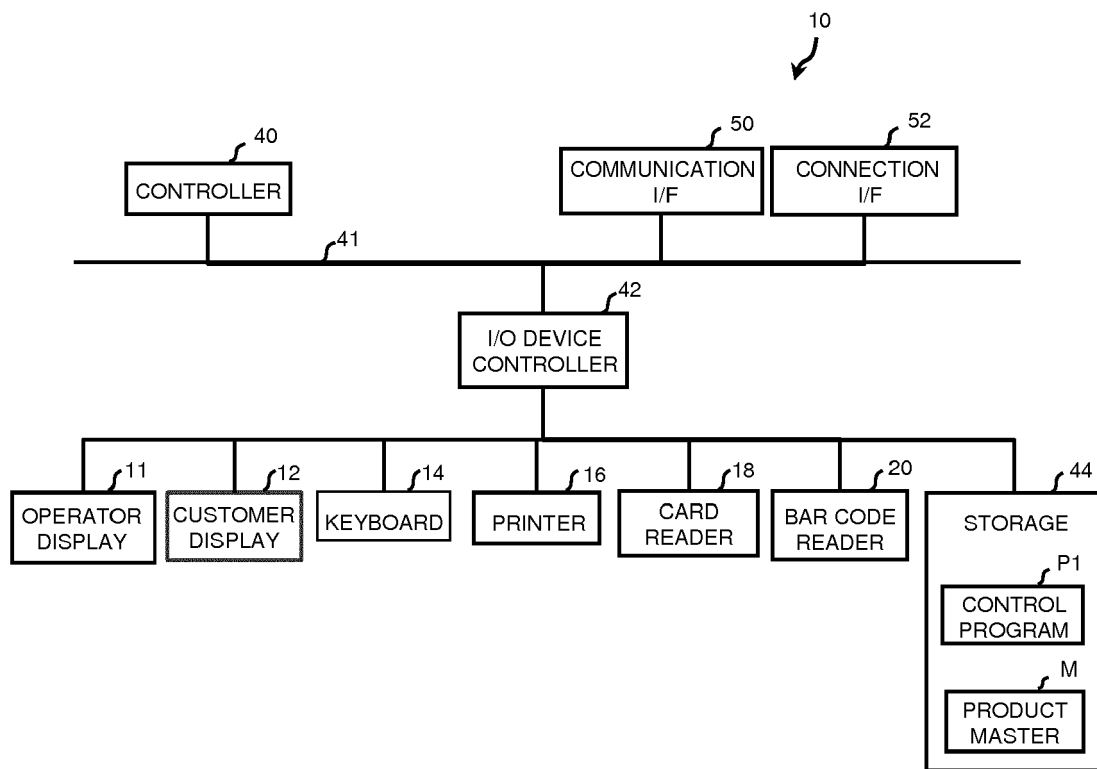 10
40
CONTROLLER
50
COMMUNICATION
I/F
52
CONNECTION
I/F
41
42
I/O DEVICE
CONTROLLER
11
OPERATOR
DISPLAY
12
CUSTOMER
DISPLAY
14
KEYBOARD
16
PRINTER
18
CARD
READER
20
BAR CODE
READER
44
STORAGE
P1
CONTROL
PROGRAM
M
PRODUCT
MASTER